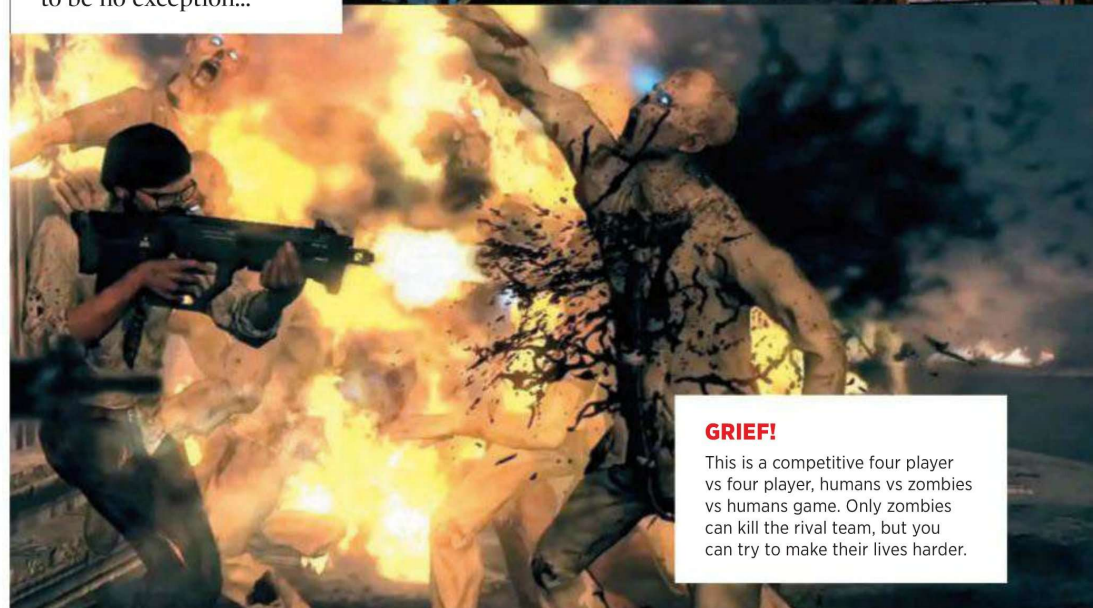 to be no exception...
GRIEF!
This is a competitive four player
vs four player, humans vs zombies
vs humans game. Only zombies
can kill the rival team, but you
can try to make their lives harder.